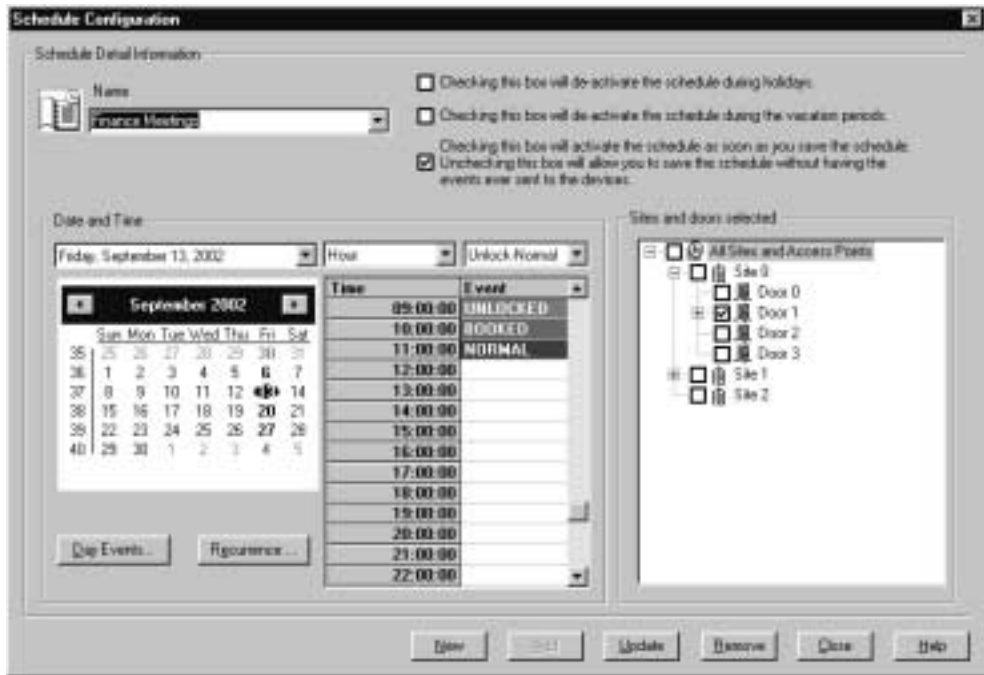 Schedule Configuration
Schedule Detail Information
Name
Finance Meetings
Checking this box will de-activate the schedule during holidays.
Checking this box will de-activate the schedule during the vacation periods.
Checking this box will activate the schedule as soon as you save the schedule.
Unchecking this box will allow you to save the schedule without having the
events ever sent to the devices.
Date and Time
Friday, September 13, 2002
Hour
Unlock-Normal
September 2002
Sun Mon Tue Wed Thu Fri Sat
35 25 26 27 28 29 30 31
36 1 2 3 4 5 6 7
37 8 9 10 11 12 13 14
38 15 16 17 18 19 20 21
39 22 23 24 25 26 27 28
40 29 30 1 2 3 4 5
Day Events...
Recurrence ...
Time Event
09:00:00 UNLOCKED
10:00:00 BOOKED
11:00:00 NORMAL
12:00:00
13:00:00
14:00:00
15:00:00
16:00:00
17:00:00
18:00:00
19:00:00
20:00:00
21:00:00
22:00:00
Sites and doors selected
All Sites and Access Points
Site 0
Door 0
Door 1
Door 2
Door 3
Site 1
Site 2
New
Update
Remove
Close
Help